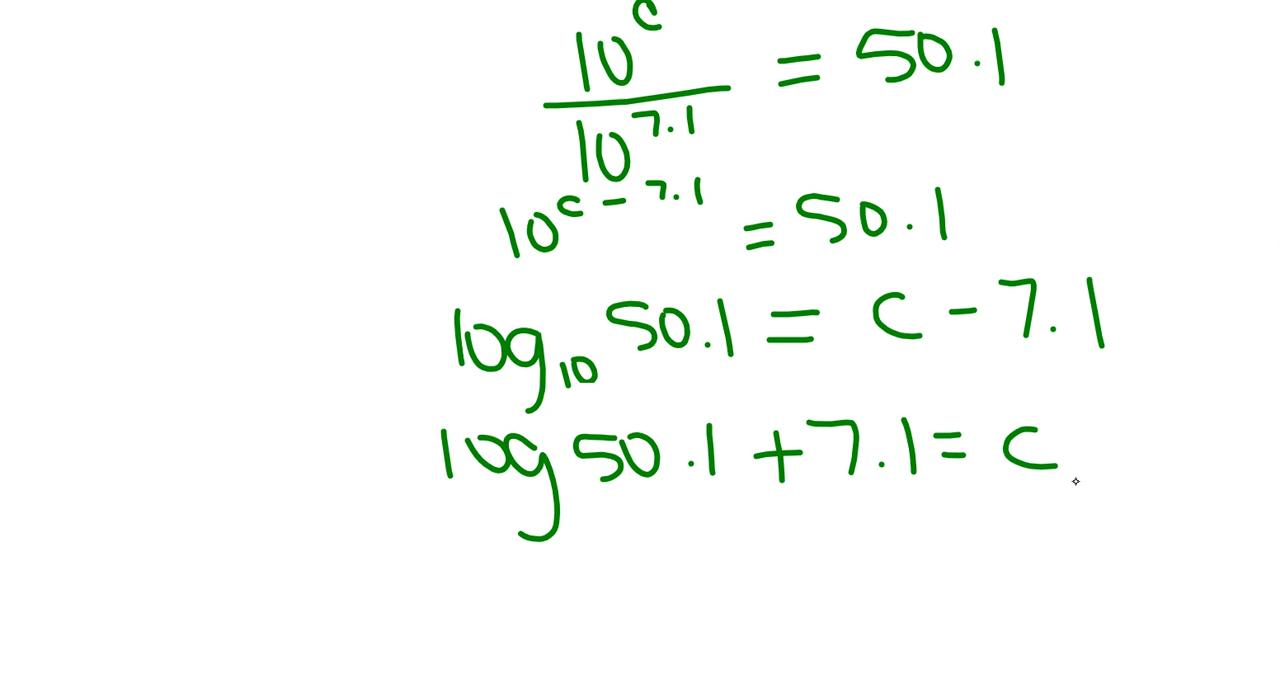 10^c / 10^7.1 = 50.1
10^c - 7.1 = 50.1
log_10 50.1 = c - 7.1
log 50.1 + 7.1 = c